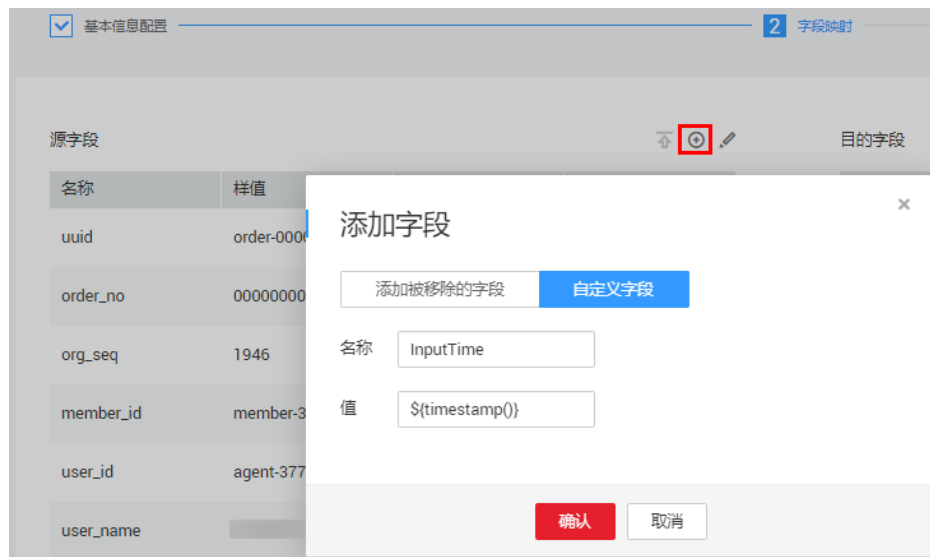 基本信息配置
2 字段映射
源字段
目的字段
名称 样值
uuid order-000
order_no 00000000
org_seq 1946
member_id member-3
user_id agent-377
user_name
添加字段
×
添加被移除的字段 自定义字段
名称 InputTime
值 ${timestamp()}
确认 取消